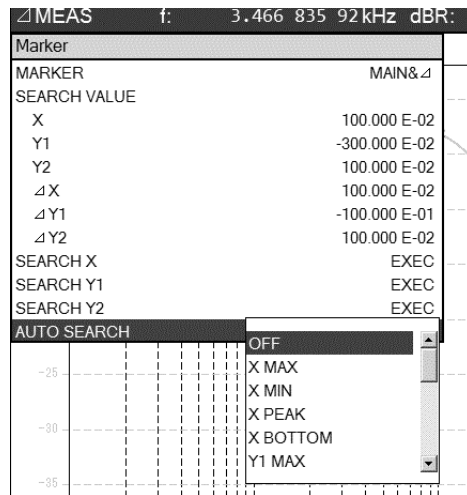 ⊿MEAS f: 3.466 835 92kHz dBR:
Marker
MARKER MAIN&⊿
SEARCH VALUE
X 100.000 E-02
Y1 -300.000 E-02
Y2 100.000 E-02
⊿X 100.000 E-02
⊿Y1 -100.000 E-01
⊿Y2 100.000 E-02
SEARCH X EXEC
SEARCH Y1 EXEC
SEARCH Y2 EXEC
AUTO SEARCH
OFF
X MAX
X MIN
X PEAK
X BOTTOM
Y1 MAX
-25
-30
-35